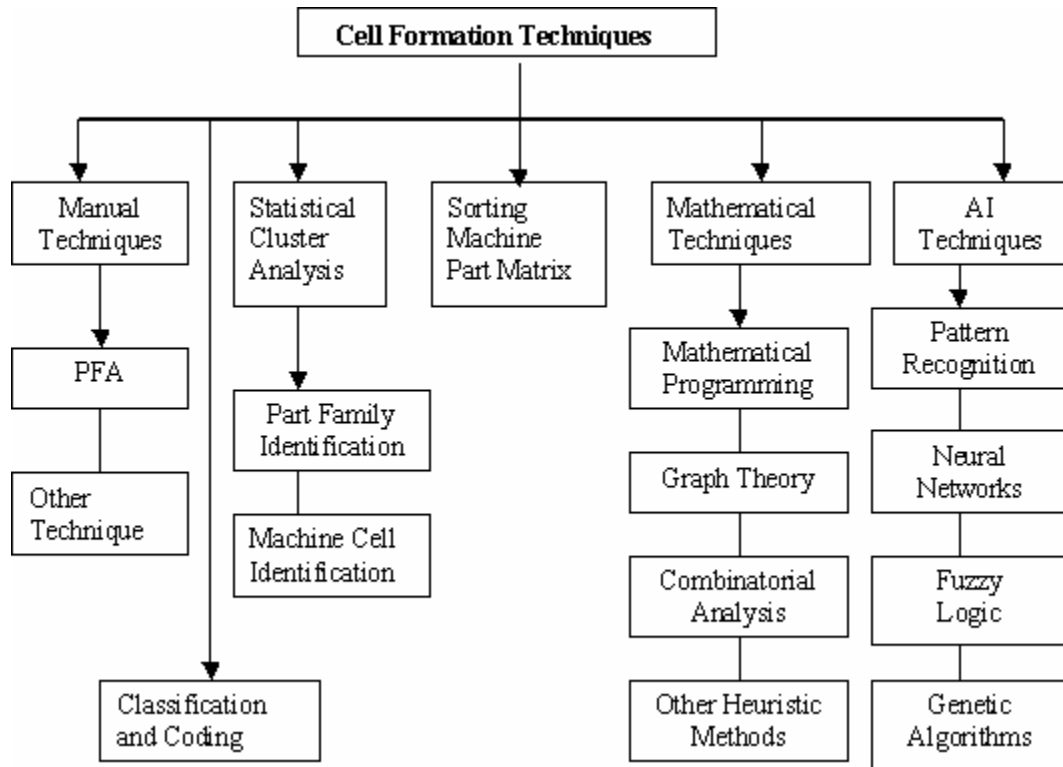 Cell Formation Techniques
Manual
Techniques
Statistical
Cluster
Analysis
Sorting
Machine
Part Matrix
Mathematical
Techniques
AI
Techniques
PFA
Other
Technique
Part Family
Identification
Machine Cell
Identification
Classification
and Coding
Mathematical
Programming
Graph Theory
Combinatorial
Analysis
Other Heuristic
Methods
Pattern
Recognition
Neural
Networks
Fuzzy
Logic
Genetic
Algorithms